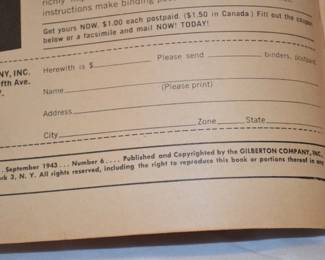 instructions make binding
Get yours NOW, $1.00 each postpaid. ($1.50 in Canada) Fill out the coupon
below or a facsimile and mail NOW! TODAY!
NY, INC.
fth Ave.
Herewith is $ Please send binders, postpaid.
Name
(Please print)
Address
City Zone State
September 1943 . . . Number 6 . . . . Published and Copyrighted by the GILBERTON COMPANY, INC.,
rk 3, N. Y. All rights reserved, including the right to reproduce this book or portions thereof in any